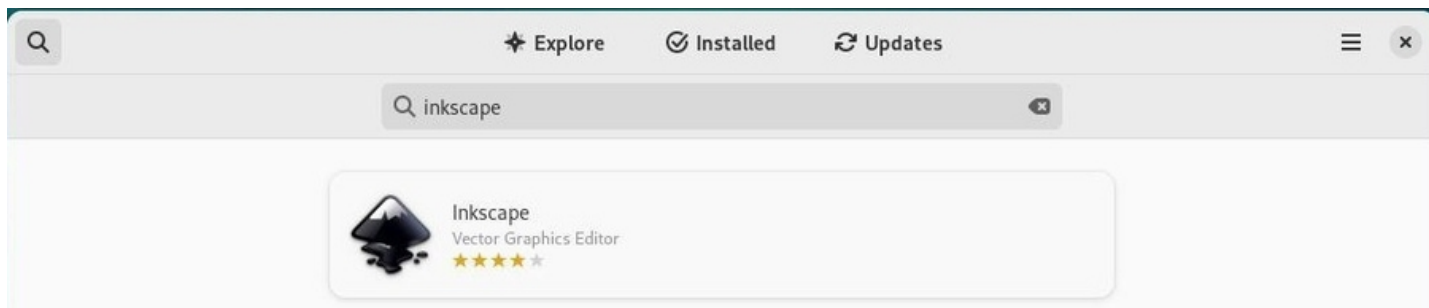 Explore Installed Updates
inkscape
Inkscape
Vector Graphics Editor